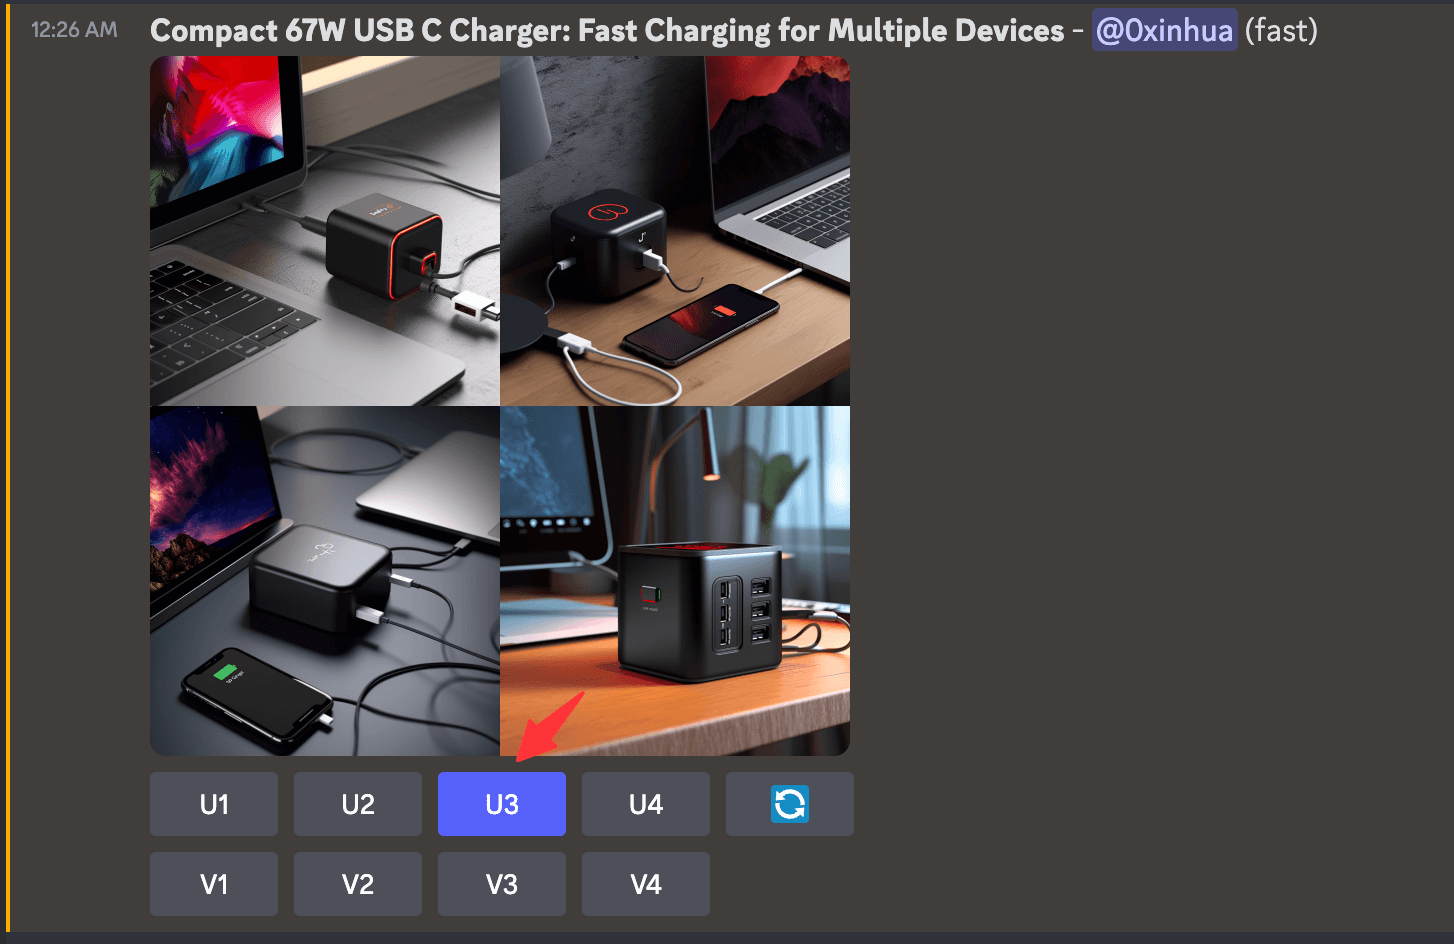 12:26 AM Compact 67W USB C Charger: Fast Charging for Multiple Devices - @0xinhua (fast)
U1 U2 U3 U4
V1 V2 V3 V4